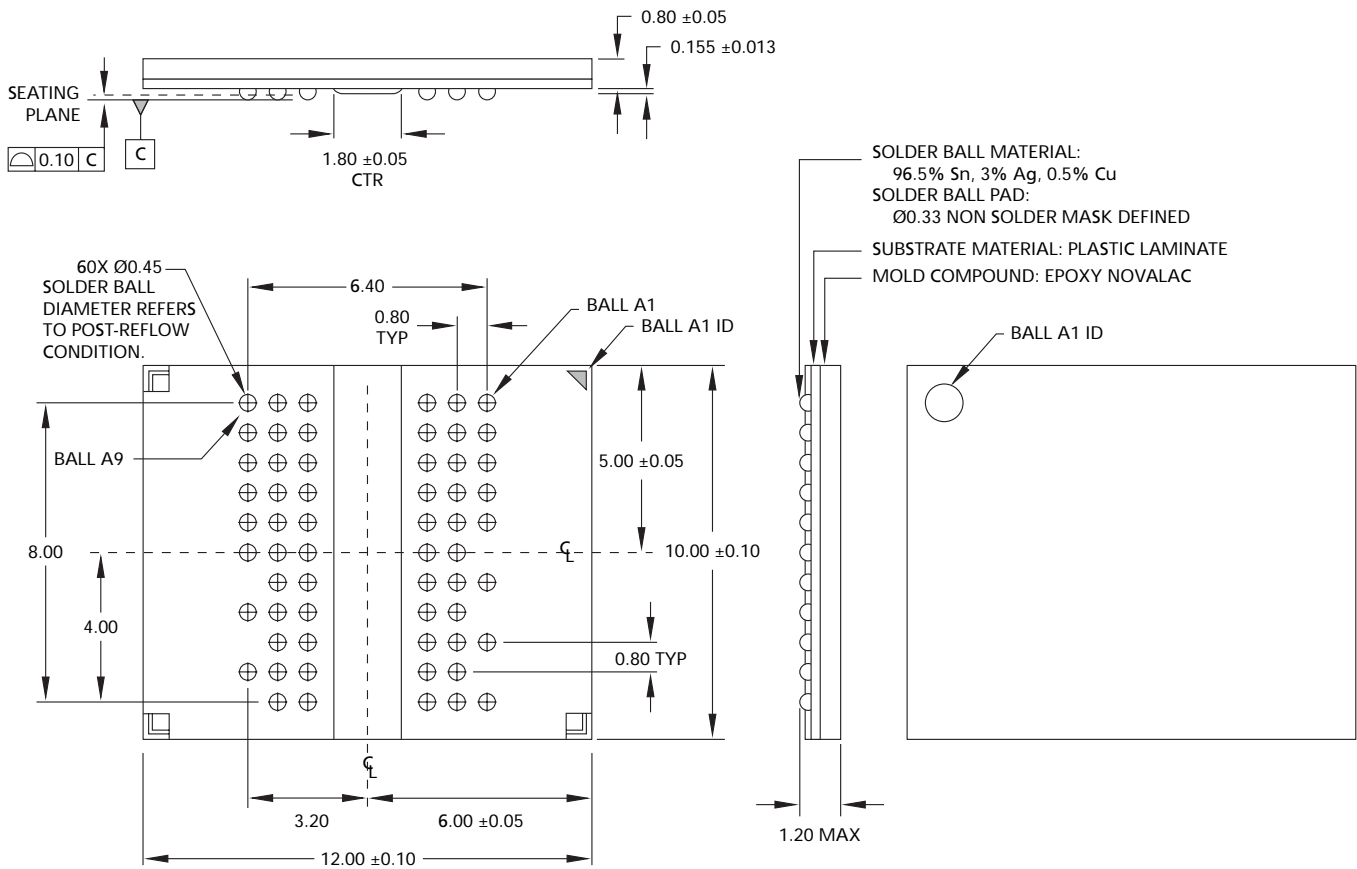 0.80 ±0.05
0.155 ±0.013
SEATING
PLANE
0.10 C
C
1.80 ±0.05
CTR
SOLDER BALL MATERIAL:
96.5% Sn, 3% Ag, 0.5% Cu
SOLDER BALL PAD:
Ø0.33 NON SOLDER MASK DEFINED
SUBSTRATE MATERIAL: PLASTIC LAMINATE
MOLD COMPOUND: EPOXY NOVALAC
60X Ø0.45
SOLDER BALL
DIAMETER REFERS
TO POST-REFLOW
CONDITION.
6.40
0.80
TYP
BALL A1
BALL A1 ID
BALL A1 ID
BALL A9
5.00 ±0.05
8.00
CL
10.00 ±0.10
4.00
0.80 TYP
CL
3.20
6.00 ±0.05
1.20 MAX
12.00 ±0.10